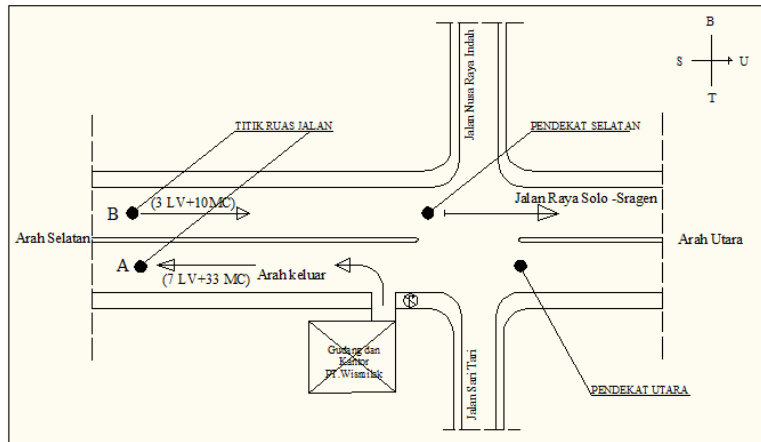 B
S U
T
Jalan Nusa Raya Indah
TITIK RUAS JALAN
PENDEKAT SELATAN
B
(3 LV+10MC)
Jalan Raya Solo -Sragen
Arah Selatan
Arah Utara
A
(7 LV+33 MC)
Arah keluar
Gudang dan
Kantor
PT.Wismilak
Jalan Sari Tari
PENDEKAT UTARA